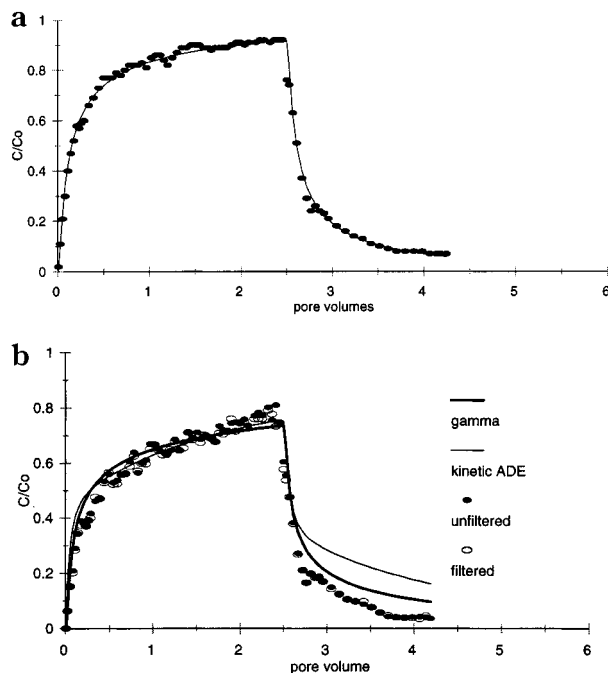 a
1
0.8
0.6
C/Co
0.4
0.2
0
0 1 2 3 4 5 6
pore volumes
b
1
0.8
0.6
C/Co
0.4
0.2
0
0 1 2 3 4 5 6
pore volume
gamma
kinetic ADE
unfiltered
filtered